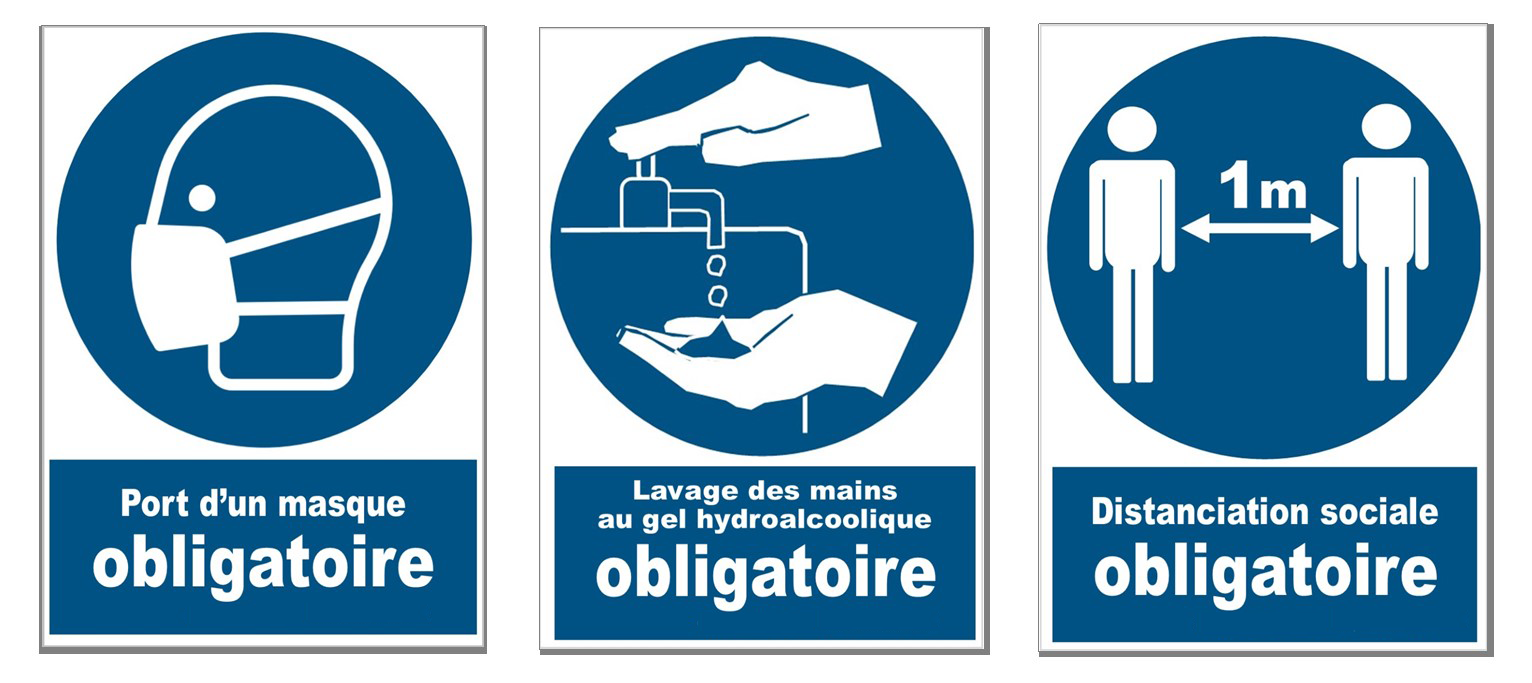 Port d’un masque
obligatoire
Lavage des mains
au gel hydroalcoolique
obligatoire
1m
Distanciation sociale
obligatoire